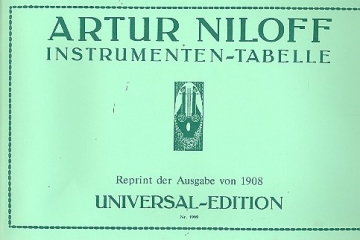 ARTUR NILOFF
INSTRUMENTEN-TABELLE
Reprint der Ausgabe von 1908
UNIVERSAL-EDITION